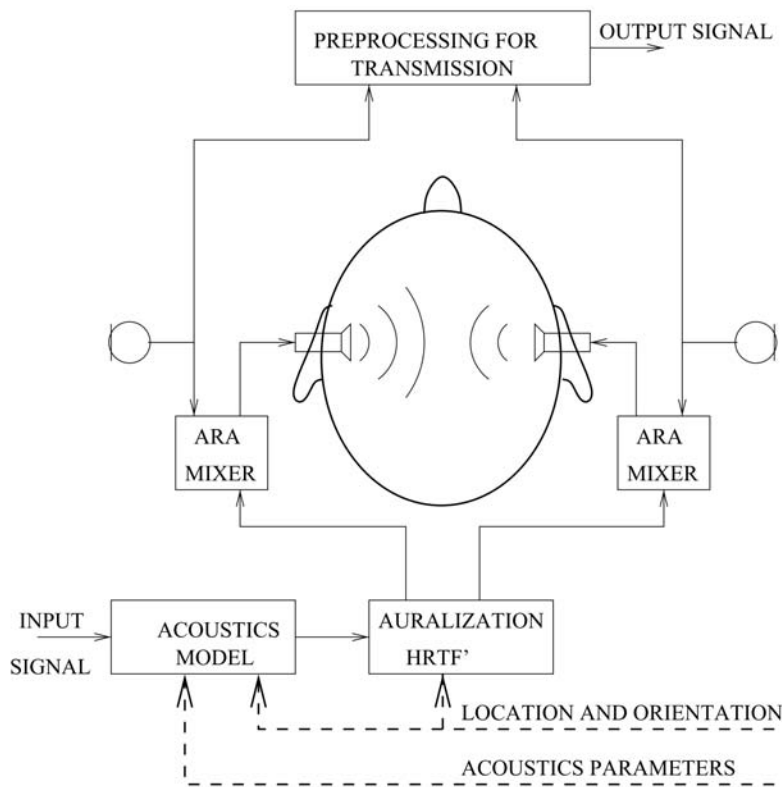 PREPROCESSING FOR
TRANSMISSION
OUTPUT SIGNAL
ARA
MIXER
ARA
MIXER
INPUT
SIGNAL
ACOUSTICS
MODEL
AURALIZATION
HRTF’
LOCATION AND ORIENTATION
ACOUSTICS PARAMETERS